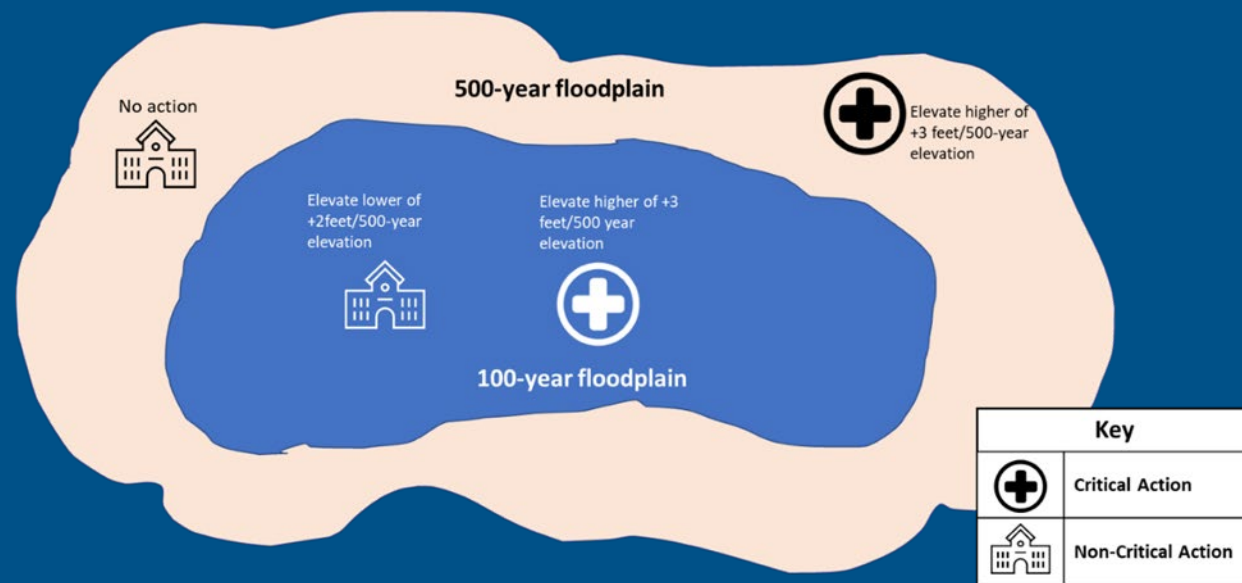 500-year floodplain
No action
Elevate higher of
+3 feet/500-year
elevation
Elevate lower of
+2feet/500-year
elevation
Elevate higher of +3
feet/500 year
elevation
100-year floodplain
Key
Critical Action
Non-Critical Action